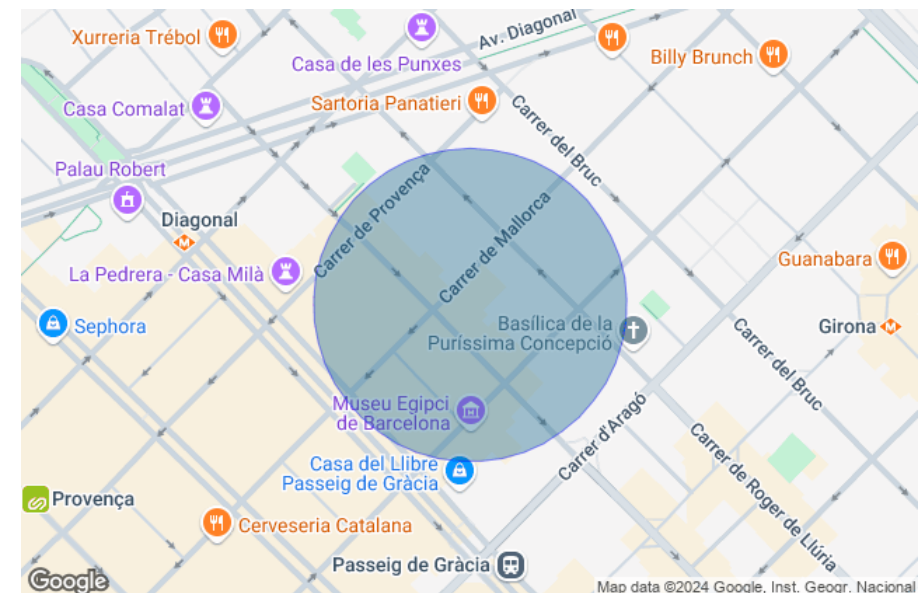 Xurreria Trébol
Av. Diagonal
Casa de les Punxes
Billy Brunch
Casa Comalat
Sartoria Panatieri
Carrer del Bruc
Palau Robert
Carrer de Provença
Diagonal
Carrer de Mallorca
La Pedrera - Casa Milà
Guanabara
Sephora
Basílica de la
Puríssima Concepció
Girona
Carrer del Bruc
Museu Egipci
de Barcelona
Carrer d'Aragó
Casa del Llibre
Passeig de Gràcia
Carrer de Roger de Llúria
Provença
Cerveseria Catalana
Passeig de Gràcia
Google
Map data ©2024 Google, Inst. Geogr. Nacional